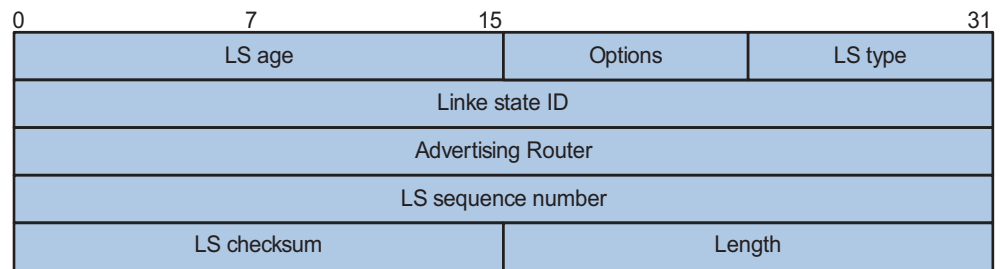 0 7 15 31
LS age Options LS type
Linke state ID
Advertising Router
LS sequence number
LS checksum Length